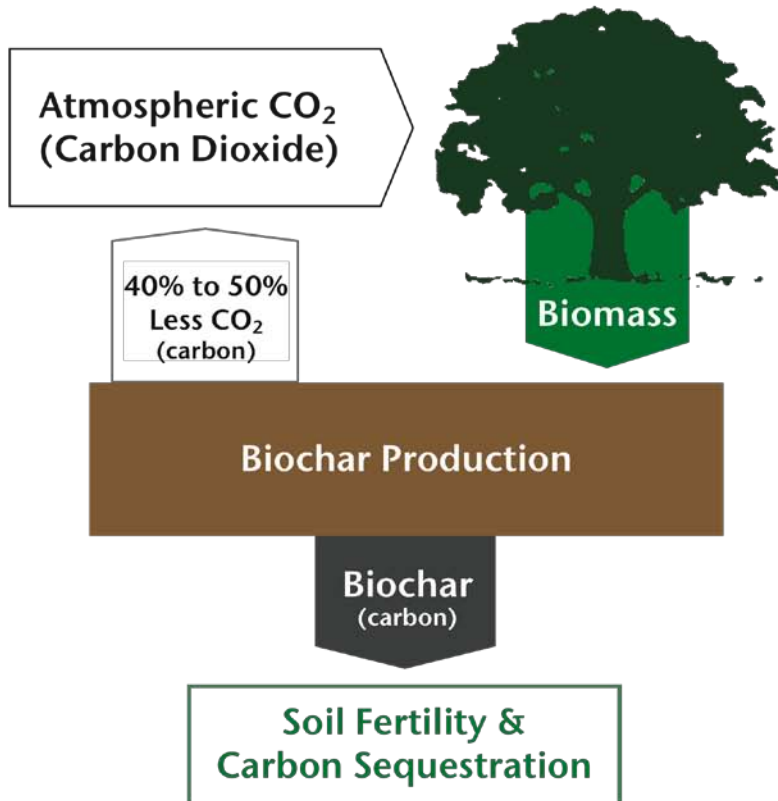 Atmospheric CO₂
(Carbon Dioxide)
40% to 50%
Less CO₂
(carbon)
Biomass
Biochar Production
Biochar
(carbon)
Soil Fertility &
Carbon Sequestration